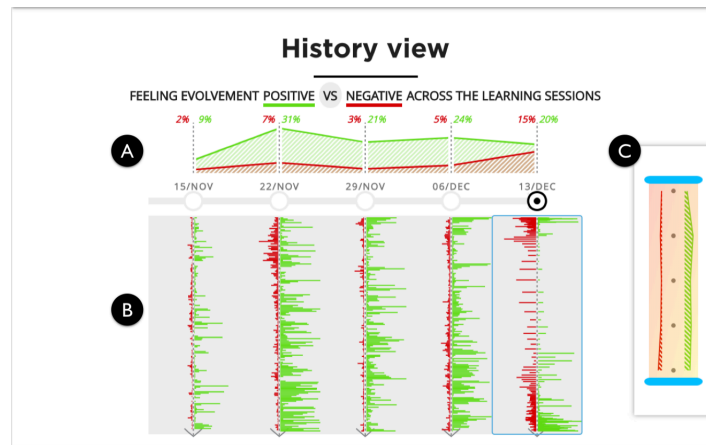 History view
FEELING EVOLVEMENT POSITIVE VS NEGATIVE ACROSS THE LEARNING SESSIONS
2% 9% 7% 31% 3% 21% 5% 24% 15% 20%
A
C
15/NOV 22/NOV 29/NOV 06/DEC 13/DEC
B